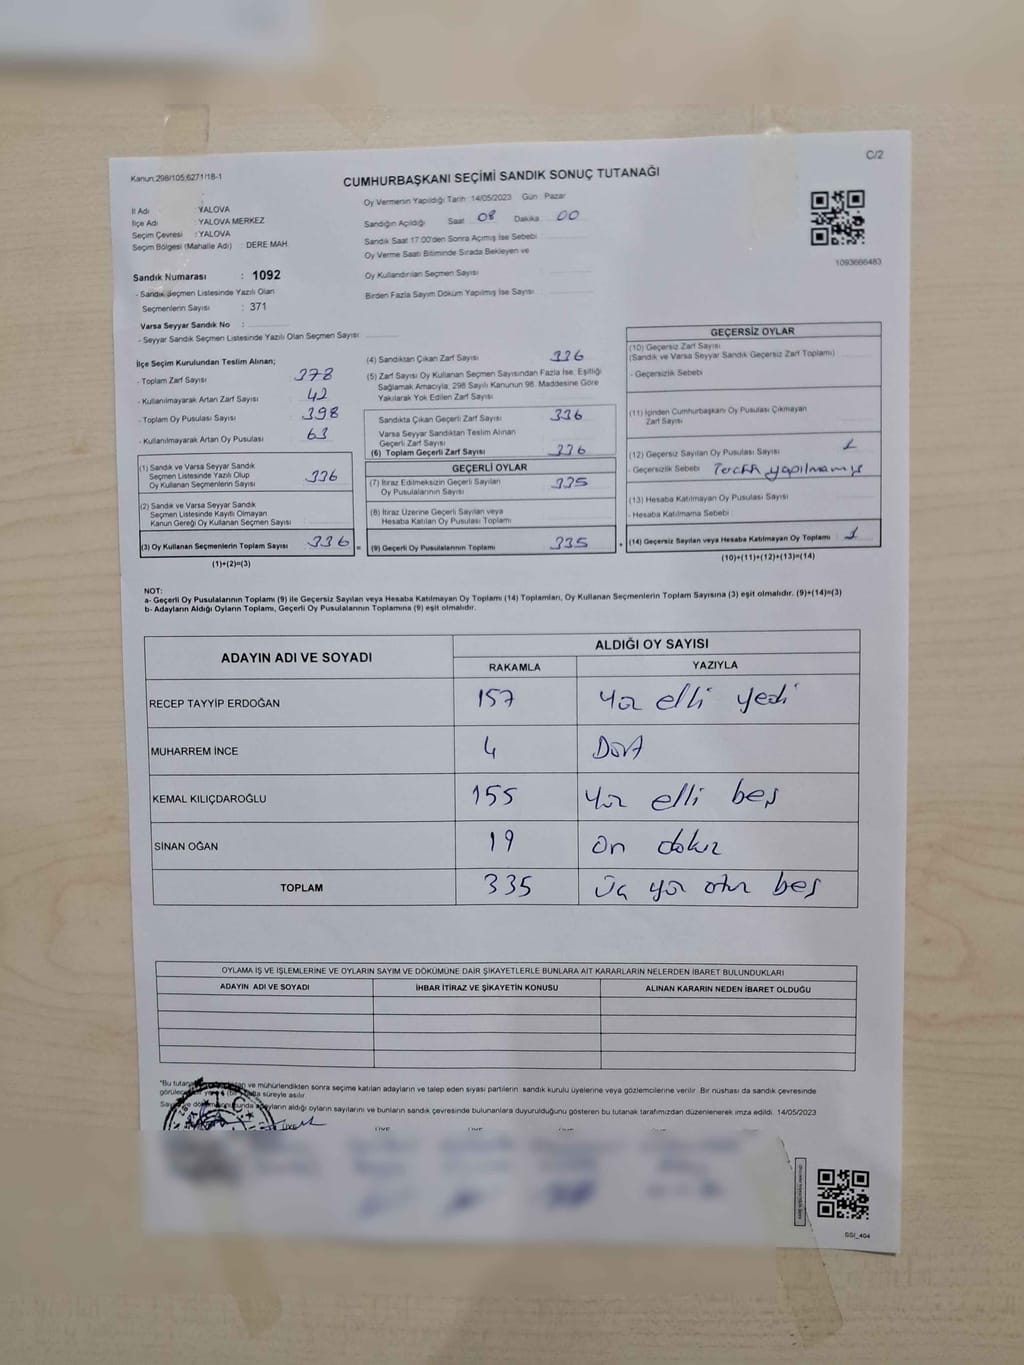 C/2
Kanun:298/105;6271/18-1
CUMHURBAŞKANI SEÇİMİ SANDIK SONUÇ TUTANAĞI
İl Adı : YALOVA
İlçe Adı : YALOVA MERKEZ
Seçim Çevresi : YALOVA
Seçim Bölgesi (Mahalle Adı) : DERE MAH.
Oy Vermenin Yapıldığı Tarih: 14/05/2023 Gün: Pazar
Sandığın Açıldığı Saat 08 Dakika 00
Sandık Saat 17.00'den Sonra Açımış İse Sebebi
Oy Verme Saati Bitiminde Sırada Bekleyen ve
Oy Kullandırılan Seçmen Sayısı
Birden Fazla Sayım Döküm Yapılmış İse Sayısı
1093666483
Sandık Numarası : 1092
- Sandık Seçmen Listesinde Yazılı Olan
Seçmenlerin Sayısı : 371
Varsa Seyyar Sandık No :
- Seyyar Sandık Seçmen Listesinde Yazılı Olan Seçmen Sayısı
İlçe Seçim Kurulundan Teslim Alınan;
- Toplam Zarf Sayısı 378
- Kullanılmayarak Artan Zarf Sayısı 42
- Toplam Oy Pusulası Sayısı 398
- Kullanılmayarak Artan Oy Pusulası 63
(1) Sandık ve Varsa Seyyar Sandık
Seçmen Listesinde Yazılı Olup
Oy Kullanan Seçmenlerin Sayısı 336
(2) Sandık ve Varsa Seyyar Sandık
Seçmen Listesinde Kayıtlı Olmayan
Kanun Gereği Oy Kullanan Seçmen Sayısı
(3) Oy Kullanan Seçmenlerin Toplam Sayısı 336
(1)+(2)=(3)
(4) Sandıktan Çıkan Zarf Sayısı 336
(5) Zarf Sayısı Oy Kullanan Seçmen Sayısından Fazla İse, Eşitliği
Sağlamak Amacıyla, 298 Sayılı Kanunun 98. Maddesine Göre
Yakılarak Yok Edilen Zarf Sayısı
Sandıkta Çıkan Geçerli Zarf Sayısı 336
Varsa Seyyar Sandıktan Teslim Alınan
Geçerli Zarf Sayısı
(6) Toplam Geçerli Zarf Sayısı 336
GEÇERLİ OYLAR
(7) İtiraz Edilmeksizin Geçerli Sayılan
Oy Pusulalarının Sayısı 335
(8) İtiraz Üzerine Geçerli Sayılan veya
Hesaba Katılan Oy Pusulası Toplamı
= (9) Geçerli Oy Pusulalarının Toplamı 335
GEÇERSİZ OYLAR
(10) Geçersiz Zarf Sayısı
(Sandık ve Varsa Seyyar Sandık Geçersiz Zarf Toplamı)
- Geçersizlik Sebebi
(11) İçinden Cumhurbaşkanı Oy Pusulası Çıkmayan
Zarf Sayısı
(12) Geçersiz Sayılan Oy Pusulası Sayısı 1
- Geçersizlik Sebebi Tercih yapılmamış
(13) Hesaba Katılmayan Oy Pusulası Sayısı
- Hesaba Katılmama Sebebi
+ (14) Geçersiz Sayılan veya Hesaba Katılmayan Oy Toplamı 1
(10)+(11)+(12)+(13)=(14)
NOT:
a- Geçerli Oy Pusulalarının Toplamı (9) ile Geçersiz Sayılan veya Hesaba Katılmayan Oy Toplamı (14) Toplamları, Oy Kullanan Seçmenlerin Toplam Sayısına (3) eşit olmalıdır. (9)+(14)=(3)
b- Adayların Aldığı Oyların Toplamı, Geçerli Oy Pusulalarının Toplamına (9) eşit olmalıdır.
ADAYIN ADI VE SOYADI ALDIĞI OY SAYISI
RAKAMLA YAZIYLA
RECEP TAYYİP ERDOĞAN 157 Yüz elli yedi
MUHARREM İNCE 4 Dört
KEMAL KILIÇDAROĞLU 155 Yüz elli beş
SİNAN OĞAN 19 On dokuz
TOPLAM 335 Üç yüz otuz beş
OYLAMA İŞ VE İŞLEMLERİNE VE OYLARIN SAYIM VE DÖKÜMÜNE DAİR ŞİKAYETLERLE BUNLARA AİT KARARLARIN NELERDEN İBARET BULUNDUKLARI
ADAYIN ADI VE SOYADI İHBAR İTİRAZ VE ŞİKAYETİN KONUSU ALINAN KARARIN NEDEN İBARET OLDUĞU
"Bu ve mühürlendikten sonra seçime katılan adayların ve talep eden siyasi partilerin sandık kurulu üyelerine veya gözlemcilerine verilir. Bir nüshası da sandık çevresinde
süreyle asılır.
adayların aldığı oyların sayılarını ve bunların sandık çevresinde bulunanlara duyurulduğunu gösteren bu tutanak tarafımızdan düzenlenerek imza edildi. 14/05/2023
SSI_404